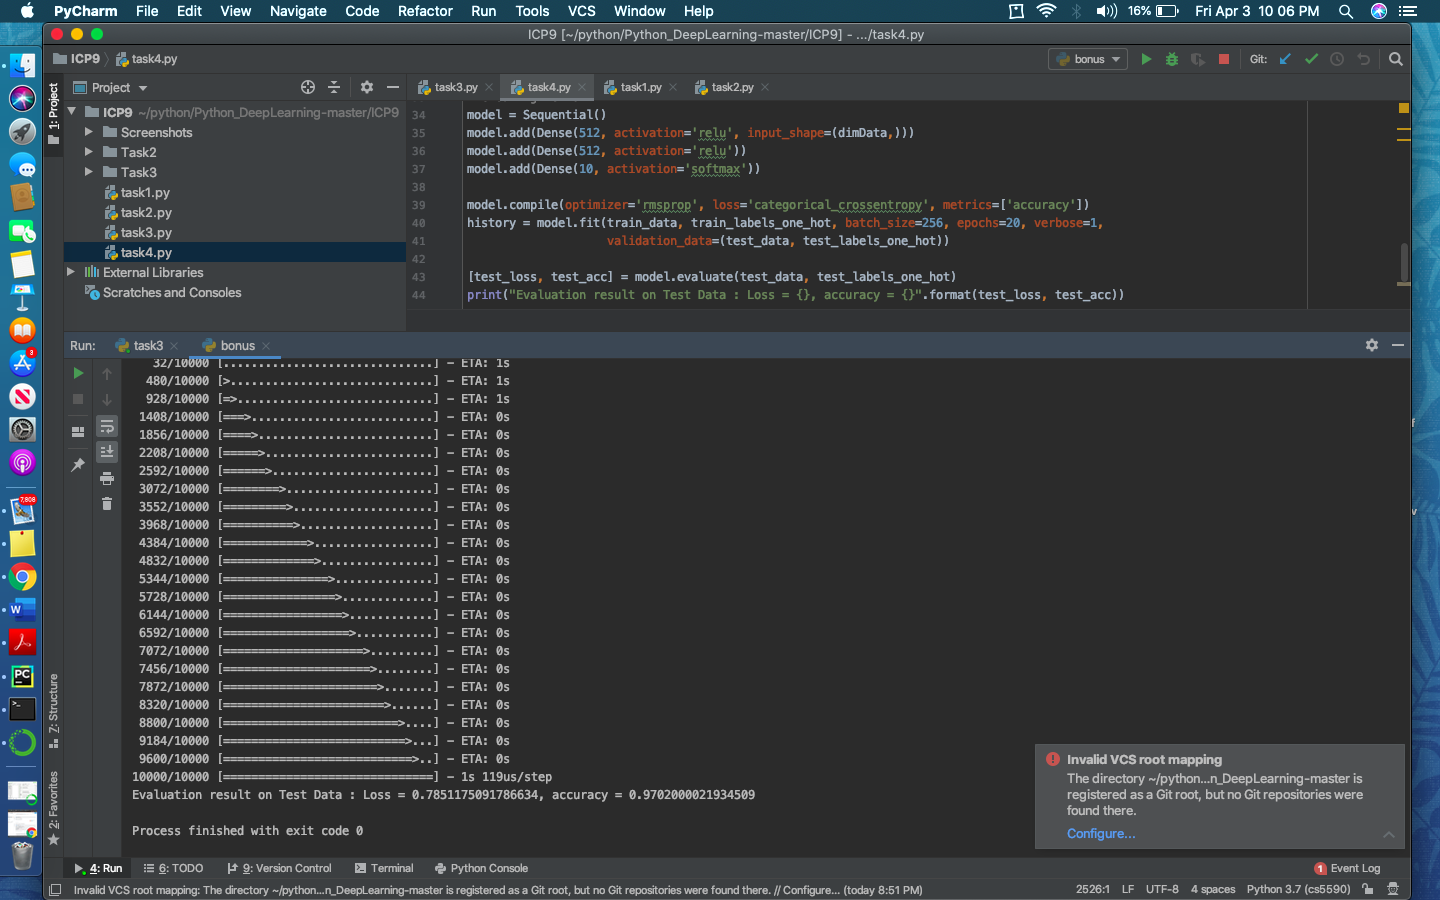 PyCharm File Edit View Navigate Code Refactor Run Tools VCS Window Help 16% Fri Apr 3 10 06 PM
ICP9 [~/python/Python_DeepLearning-master/ICP9] - .../task4.py
ICP9 task4.py bonus Git:
Project task3.py task4.py task1.py task2.py
1: Project
ICP9 ~/python/Python_DeepLearning-master/ICP9
Screenshots
Task2
Task3
task1.py
task2.py
task3.py
task4.py
External Libraries
Scratches and Consoles
34 model = Sequential()
35 model.add(Dense(512, activation='relu', input_shape=(dimData,)))
36 model.add(Dense(512, activation='relu'))
37 model.add(Dense(10, activation='softmax'))
38
39 model.compile(optimizer='rmsprop', loss='categorical_crossentropy', metrics=['accuracy'])
40 history = model.fit(train_data, train_labels_one_hot, batch_size=256, epochs=20, verbose=1,
41 validation_data=(test_data, test_labels_one_hot))
42
43 [test_loss, test_acc] = model.evaluate(test_data, test_labels_one_hot)
44 print("Evaluation result on Test Data : Loss = {}, accuracy = {}".format(test_loss, test_acc))
Run: task3 bonus
32/10000 [..............................] - ETA: 1s
480/10000 [>.............................] - ETA: 1s
928/10000 [=>............................] - ETA: 1s
1408/10000 [===>..........................] - ETA: 0s
1856/10000 [====>.........................] - ETA: 0s
2208/10000 [=====>........................] - ETA: 0s
2592/10000 [======>.......................] - ETA: 0s
3072/10000 [========>.....................] - ETA: 0s
3552/10000 [=========>....................] - ETA: 0s
3968/10000 [==========>...................] - ETA: 0s
4384/10000 [============>.................] - ETA: 0s
4832/10000 [=============>................] - ETA: 0s
5344/10000 [===============>..............] - ETA: 0s
5728/10000 [================>.............] - ETA: 0s
6144/10000 [=================>............] - ETA: 0s
6592/10000 [==================>...........] - ETA: 0s
7072/10000 [====================>.........] - ETA: 0s
7456/10000 [=====================>........] - ETA: 0s
7872/10000 [======================>.......] - ETA: 0s
8320/10000 [=======================>......] - ETA: 0s
8800/10000 [=========================>....] - ETA: 0s
9184/10000 [==========================>...] - ETA: 0s
9600/10000 [===========================>..] - ETA: 0s
10000/10000 [==============================] - 1s 119us/step
Evaluation result on Test Data : Loss = 0.7851175091786634, accuracy = 0.9702000021934509
Process finished with exit code 0
Z: Structure
2: Favorites
Invalid VCS root mapping
The directory ~/python...n_DeepLearning-master is
registered as a Git root, but no Git repositories were
found there.
Configure...
4: Run 6: TODO 9: Version Control Terminal Python Console 1 Event Log
Invalid VCS root mapping: The directory ~/python...n_DeepLearning-master is registered as a Git root, but no Git repositories were found there. // Configure... (today 8:51 PM) 2526:1 LF UTF-8 4 spaces Python 3.7 (cs5590)
3
7,808
W
PC